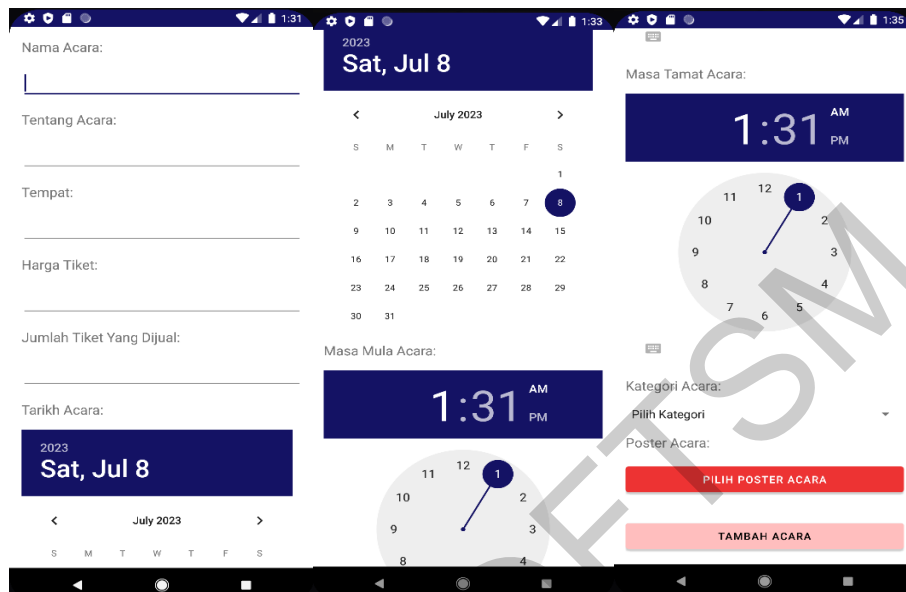 1:31
Nama Acara:
Tentang Acara:
Tempat:
Harga Tiket:
Jumlah Tiket Yang Dijual:
Tarikh Acara:
2023
Sat, Jul 8
July 2023
S M T W T F S
1:33
2023
Sat, Jul 8
July 2023
S M T W T F S
1
2 3 4 5 6 7 8
9 10 11 12 13 14 15
16 17 18 19 20 21 22
23 24 25 26 27 28 29
30 31
Masa Mula Acara:
1:31 AM
PM
12
11 1
10 2
9 3
8 4
1:35
Masa Tamat Acara:
1:31 AM
PM
12
11 1
10 2
9 3
8 4
7 5
6
Kategori Acara:
Pilih Kategori
Poster Acara:
PILIH POSTER ACARA
TAMBAH ACARA
FTSM